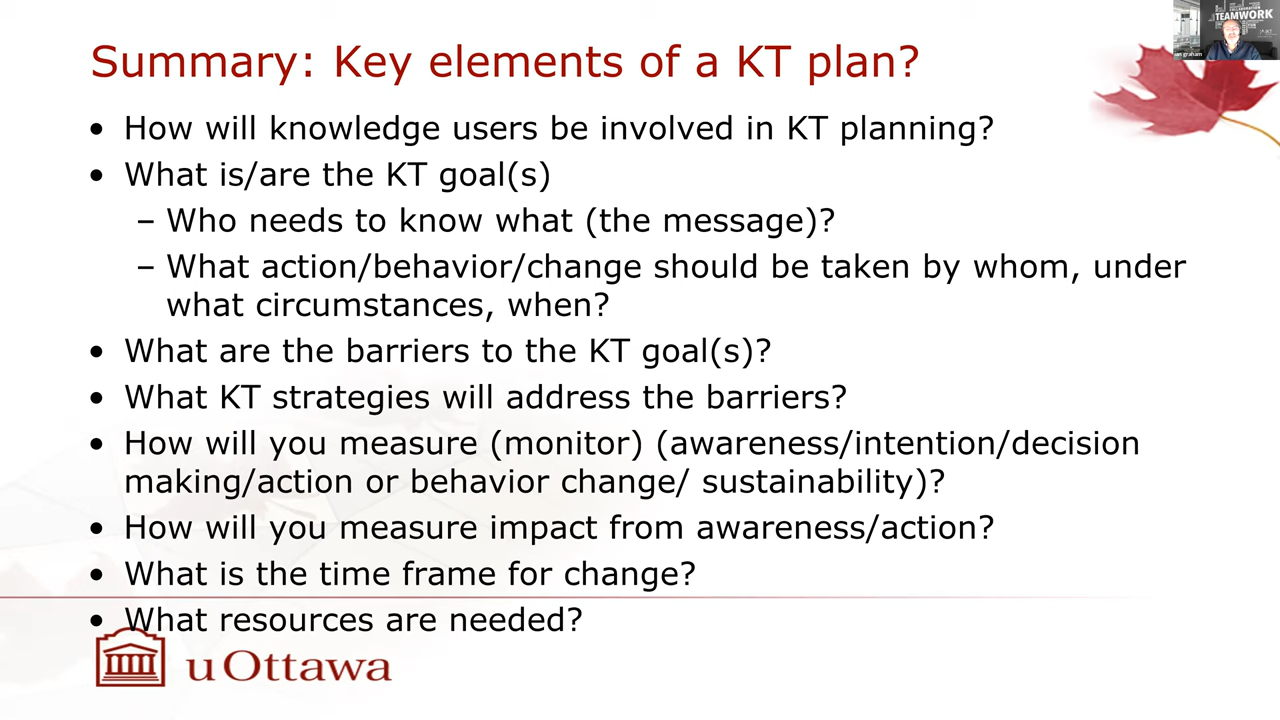 Summary: Key elements of a KT plan?
TEAMWORK
• How will knowledge users be involved in KT planning?
• What is/are the KT goal(s)
– Who needs to know what (the message)?
– What action/behavior/change should be taken by whom, under
what circumstances, when?
• What are the barriers to the KT goal(s)?
• What KT strategies will address the barriers?
• How will you measure (monitor) (awareness/intention/decision
making/action or behavior change/ sustainability)?
• How will you measure impact from awareness/action?
• What is the time frame for change?
• What resources are needed?
uOttawa